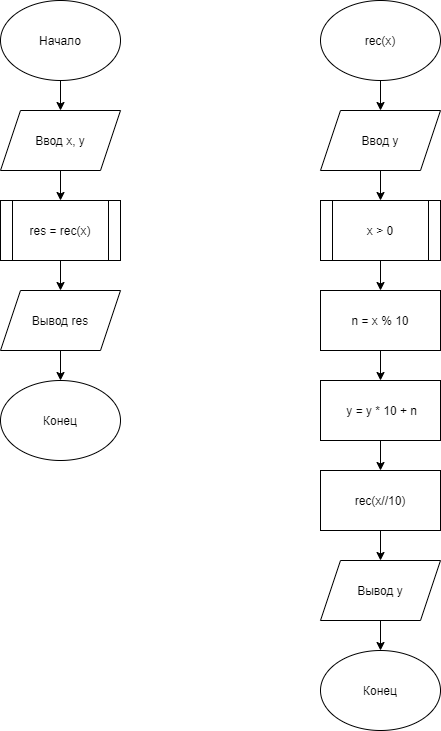 Начало
Ввод x, y
res = rec(x)
Вывод res
Конец
rec(x)
Ввод y
x > 0
n = x % 10
y = y * 10 + n
rec(x//10)
Вывод y
Конец